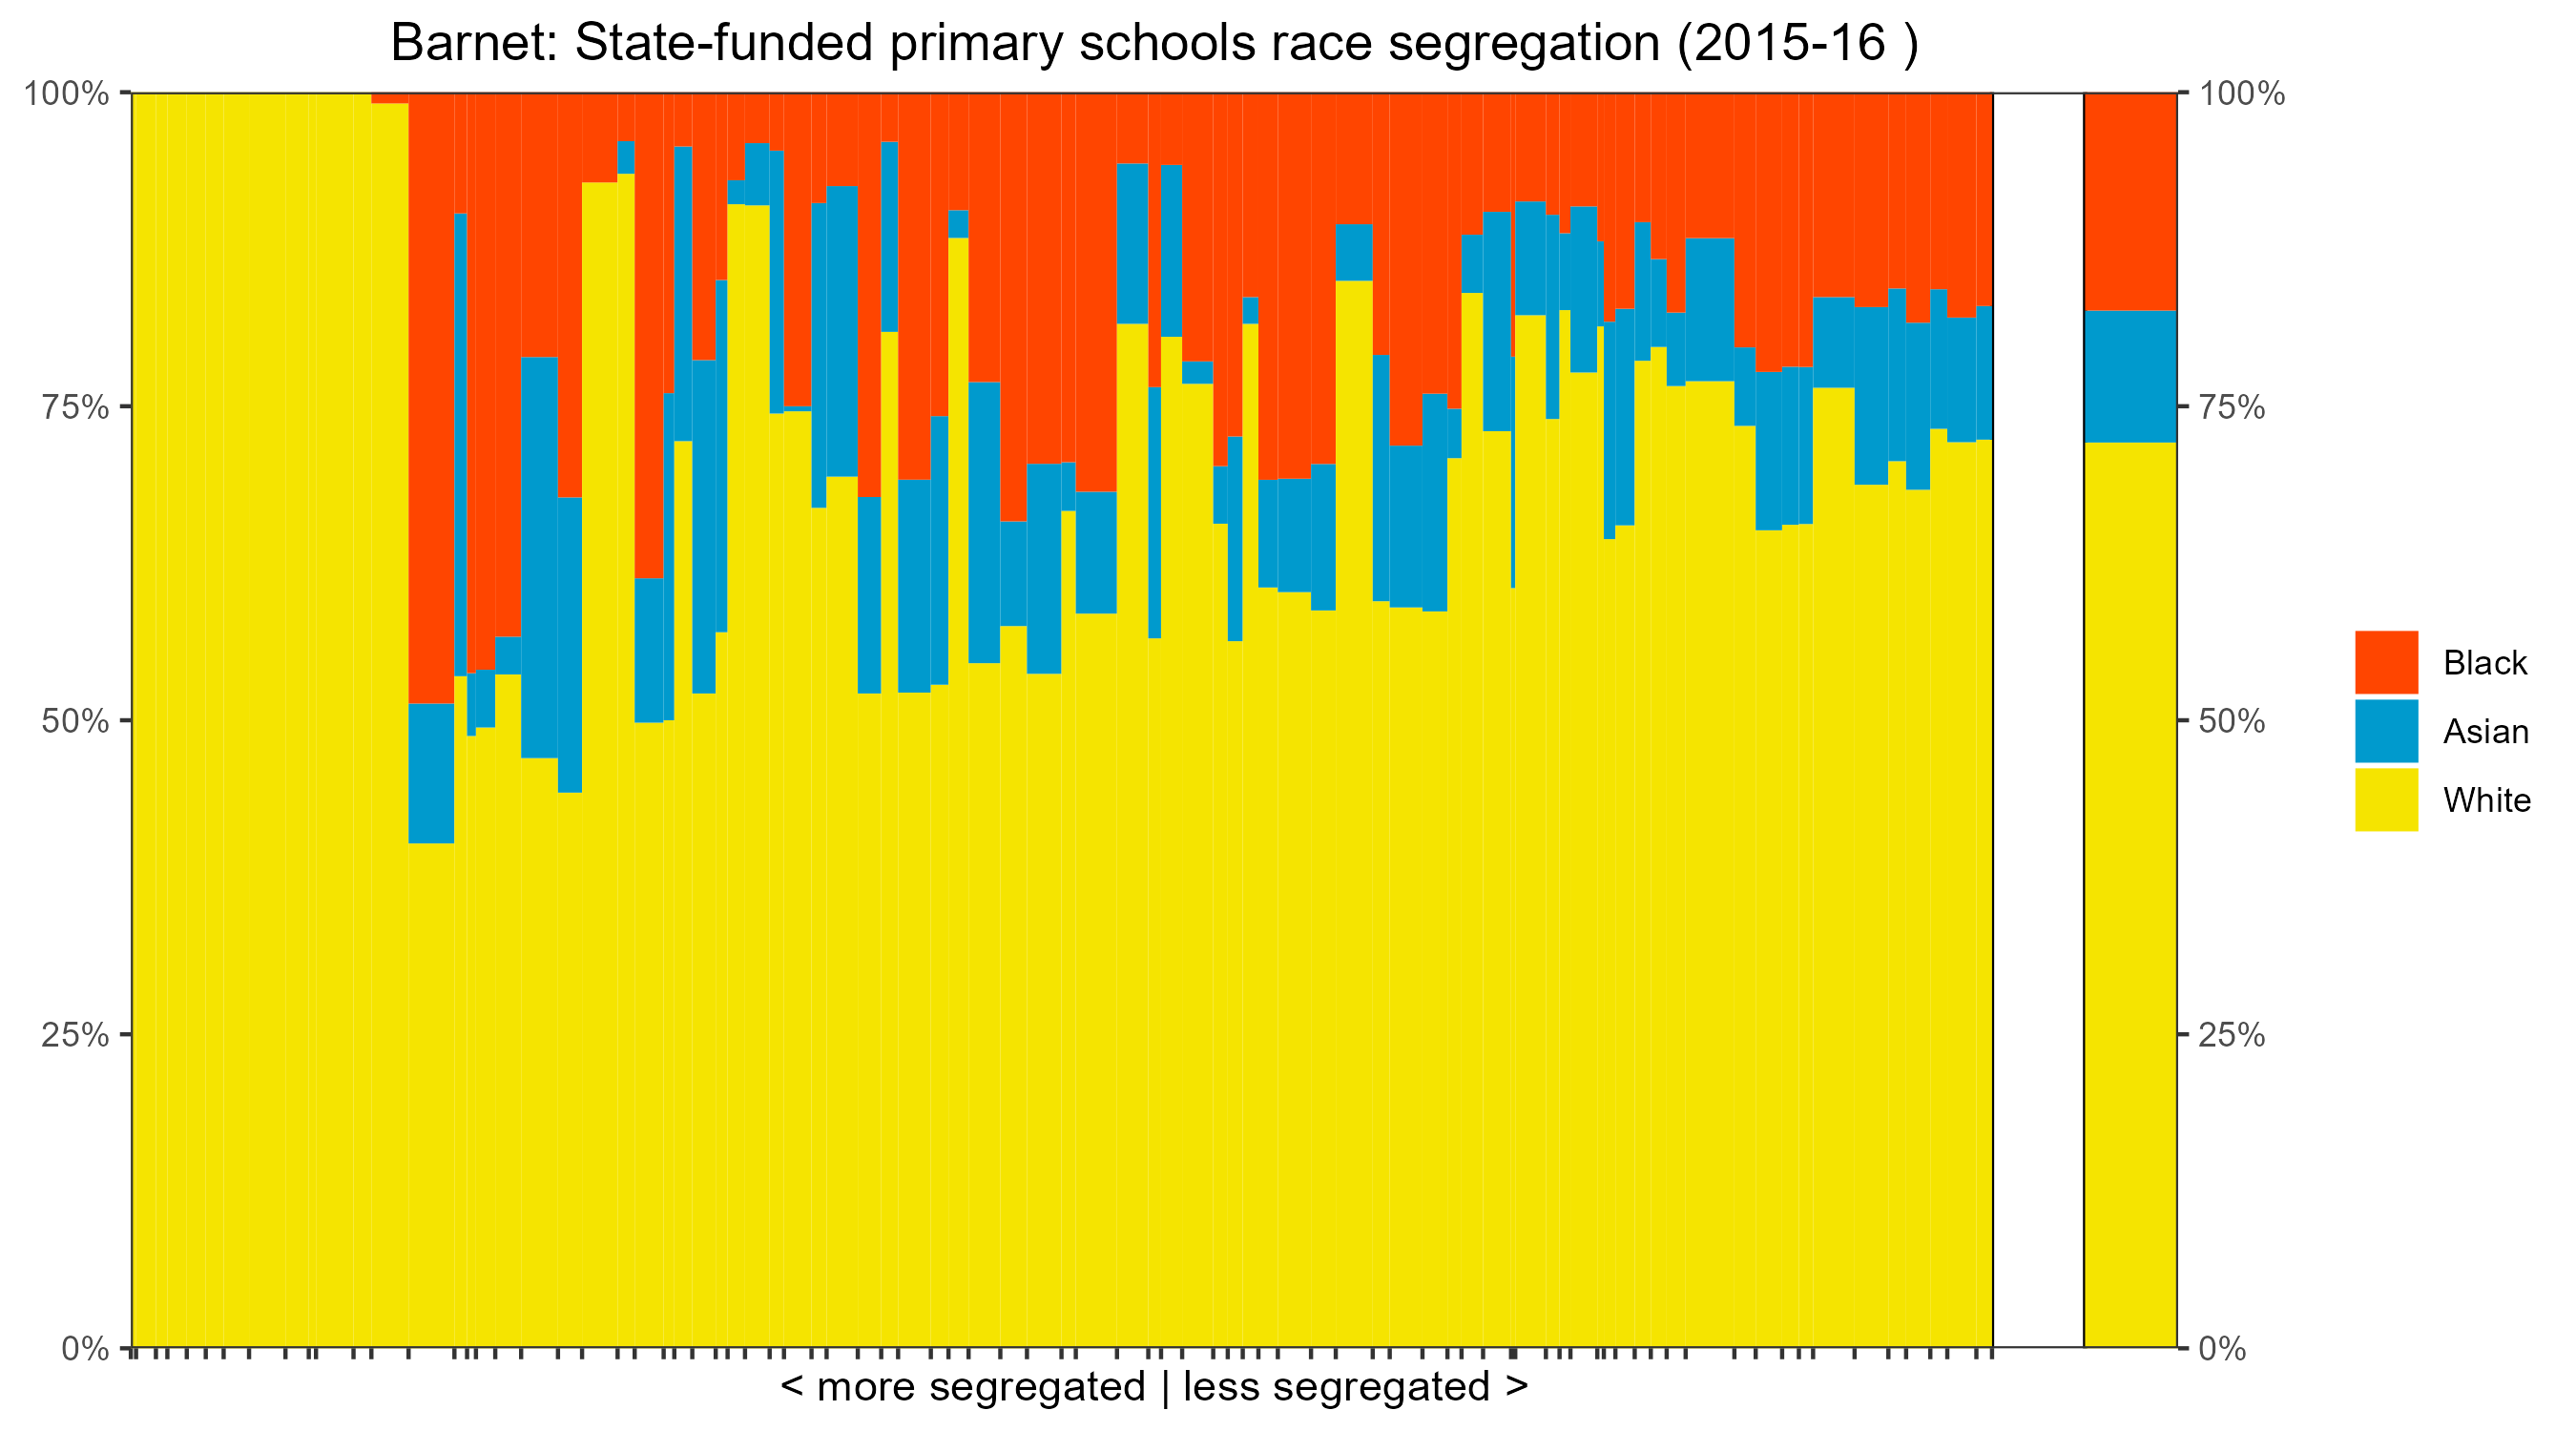 Barnet: State-funded primary schools race segregation (2015-16 )
100%
75%
50%
25%
0%
100%
75%
50%
25%
0%
Black
Asian
White
< more segregated | less segregated >